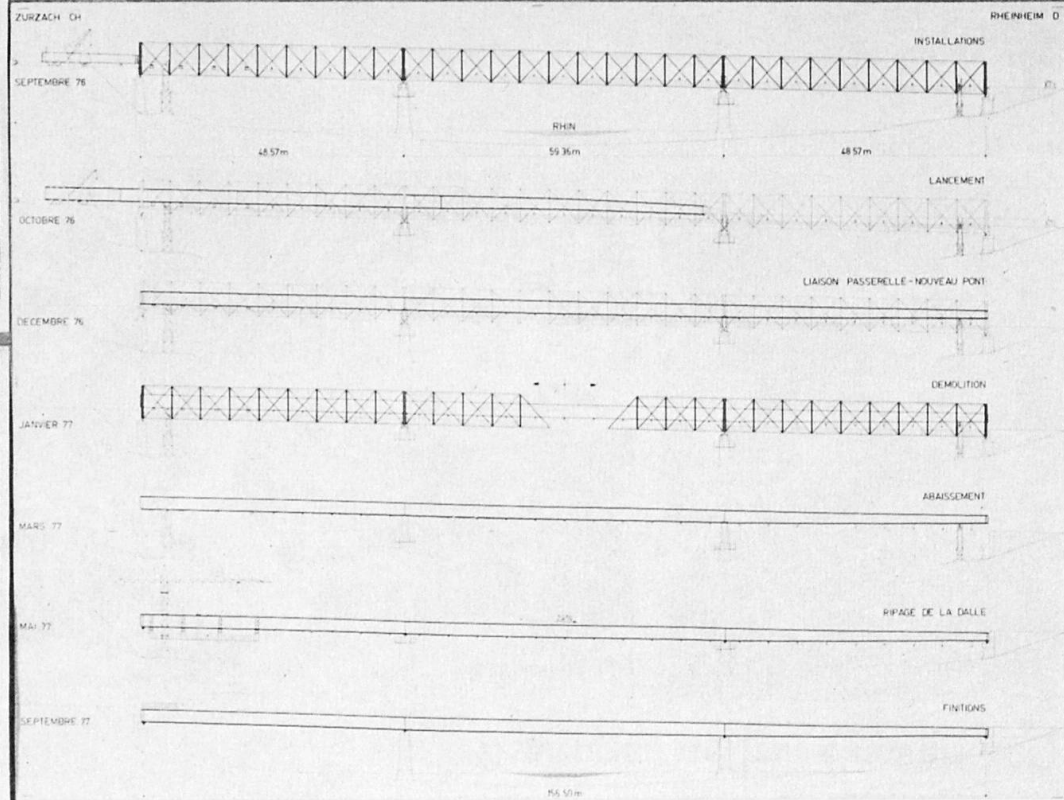 ZURZACH CH
RHEINHEIM D
INSTALLATIONS
SEPTEMBRE 76
RHIN
48.57m
59.36m
48.57m
LANCEMENT
OCTOBRE 76
LIAISON PASSERELLE-NOUVEAU PONT
DECEMBRE 76
DEMOLITION
JANVIER 77
ABAISSEMENT
MARS 77
RIPAGE DE LA DALLE
MAI 77
FINITIONS
SEPTEMBRE 77
156.50m